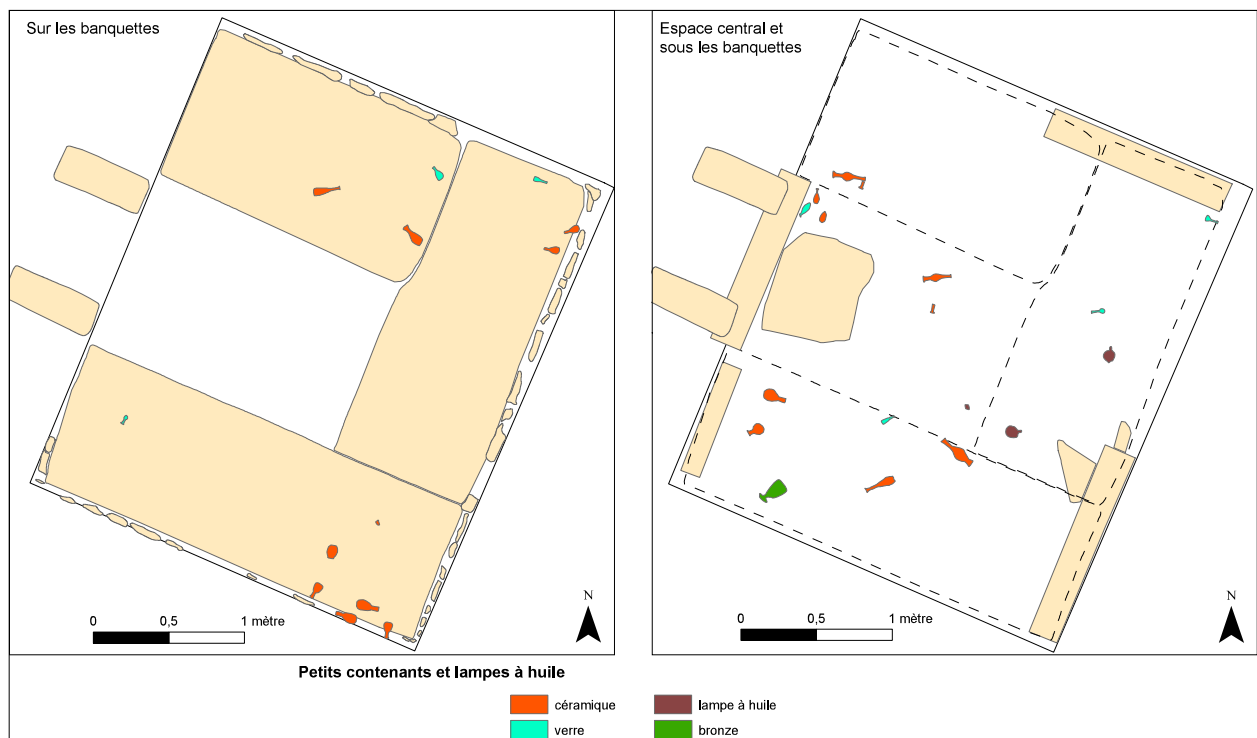 Sur les banquettes
N
0 0,5 1 mètre
Espace central et
sous les banquettes
N
0 0,5 1 mètre
Petits contenants et lampes à huile
céramique
lampe à huile
verre
bronze